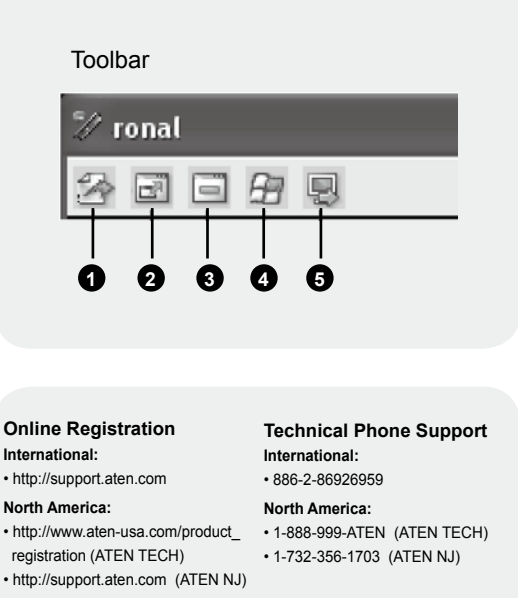 Toolbar
ronal
1 2 3 4 5
Online Registration
International:
• http://support.aten.com
North America:
• http://www.aten-usa.com/product_
registration (ATEN TECH)
• http://support.aten.com (ATEN NJ)
Technical Phone Support
International:
• 886-2-86926959
North America:
• 1-888-999-ATEN (ATEN TECH)
• 1-732-356-1703 (ATEN NJ)